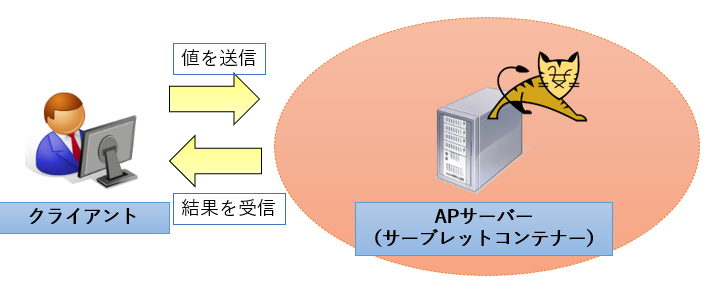 値を送信
結果を受信
クライアント
APサーバー
（サーブレットコンテナー）